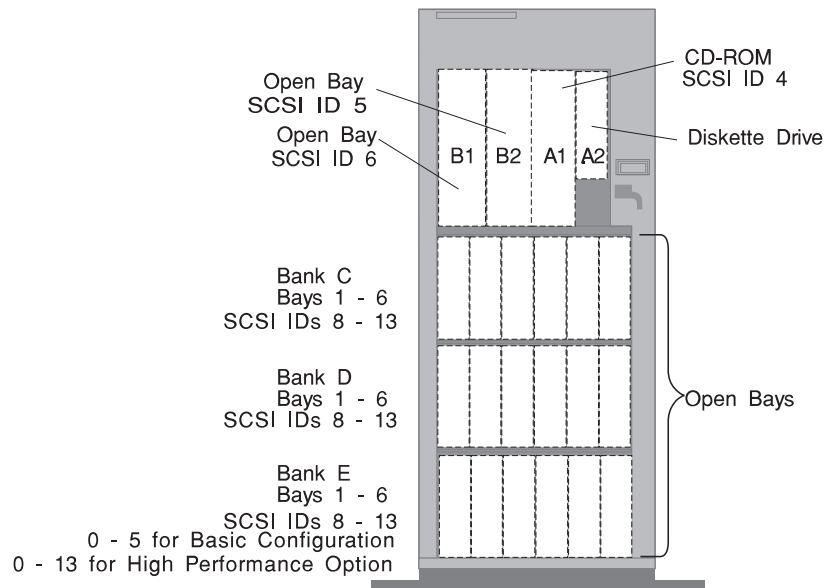 Open Bay
SCSI ID 5
Open Bay
SCSI ID 6
CD-ROM
SCSI ID 4
Diskette Drive
B1 B2 A1 A2
Bank C
Bays 1 - 6
SCSI IDs 8 - 13
Bank D
Bays 1 - 6
SCSI IDs 8 - 13
Open Bays
Bank E
Bays 1 - 6
SCSI IDs 8 - 13
0 - 5 for Basic Configuration
0 - 13 for High Performance Option